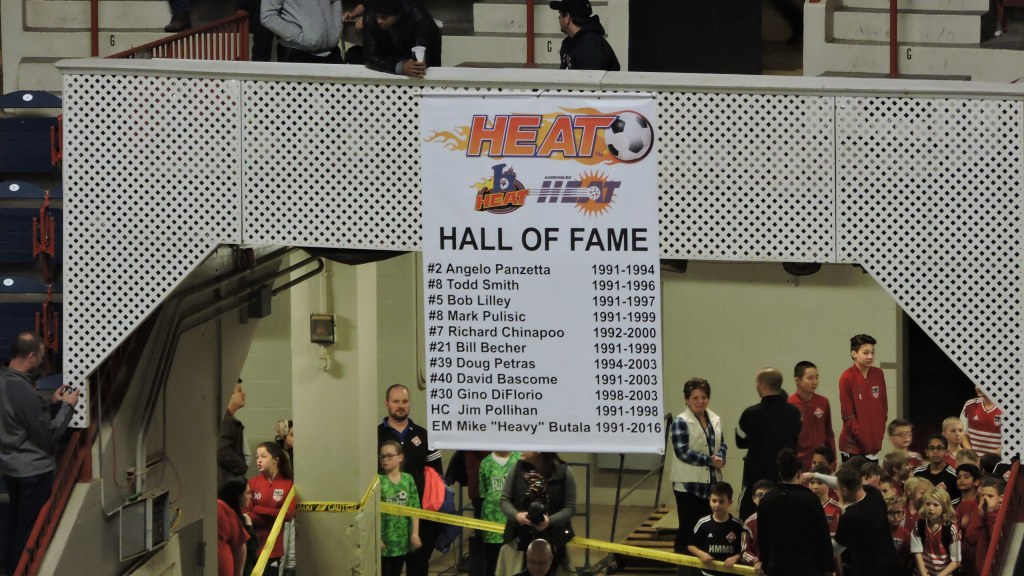 G
G
G
HEAT
HEAT
HARRISBURG
HEAT
HALL OF FAME
#2 Angelo Panzetta 1991-1994
#8 Todd Smith 1991-1996
#5 Bob Lilley 1991-1997
#8 Mark Pulisic 1991-1999
#7 Richard Chinapoo 1992-2000
#21 Bill Becher 1991-1999
#39 Doug Petras 1994-2003
#40 David Bascome 1991-2003
#30 Gino DiFlorio 1998-2003
HC Jim Pollihan 1991-1998
EM Mike "Heavy" Butala 1991-2016
CAUTION
HMMS